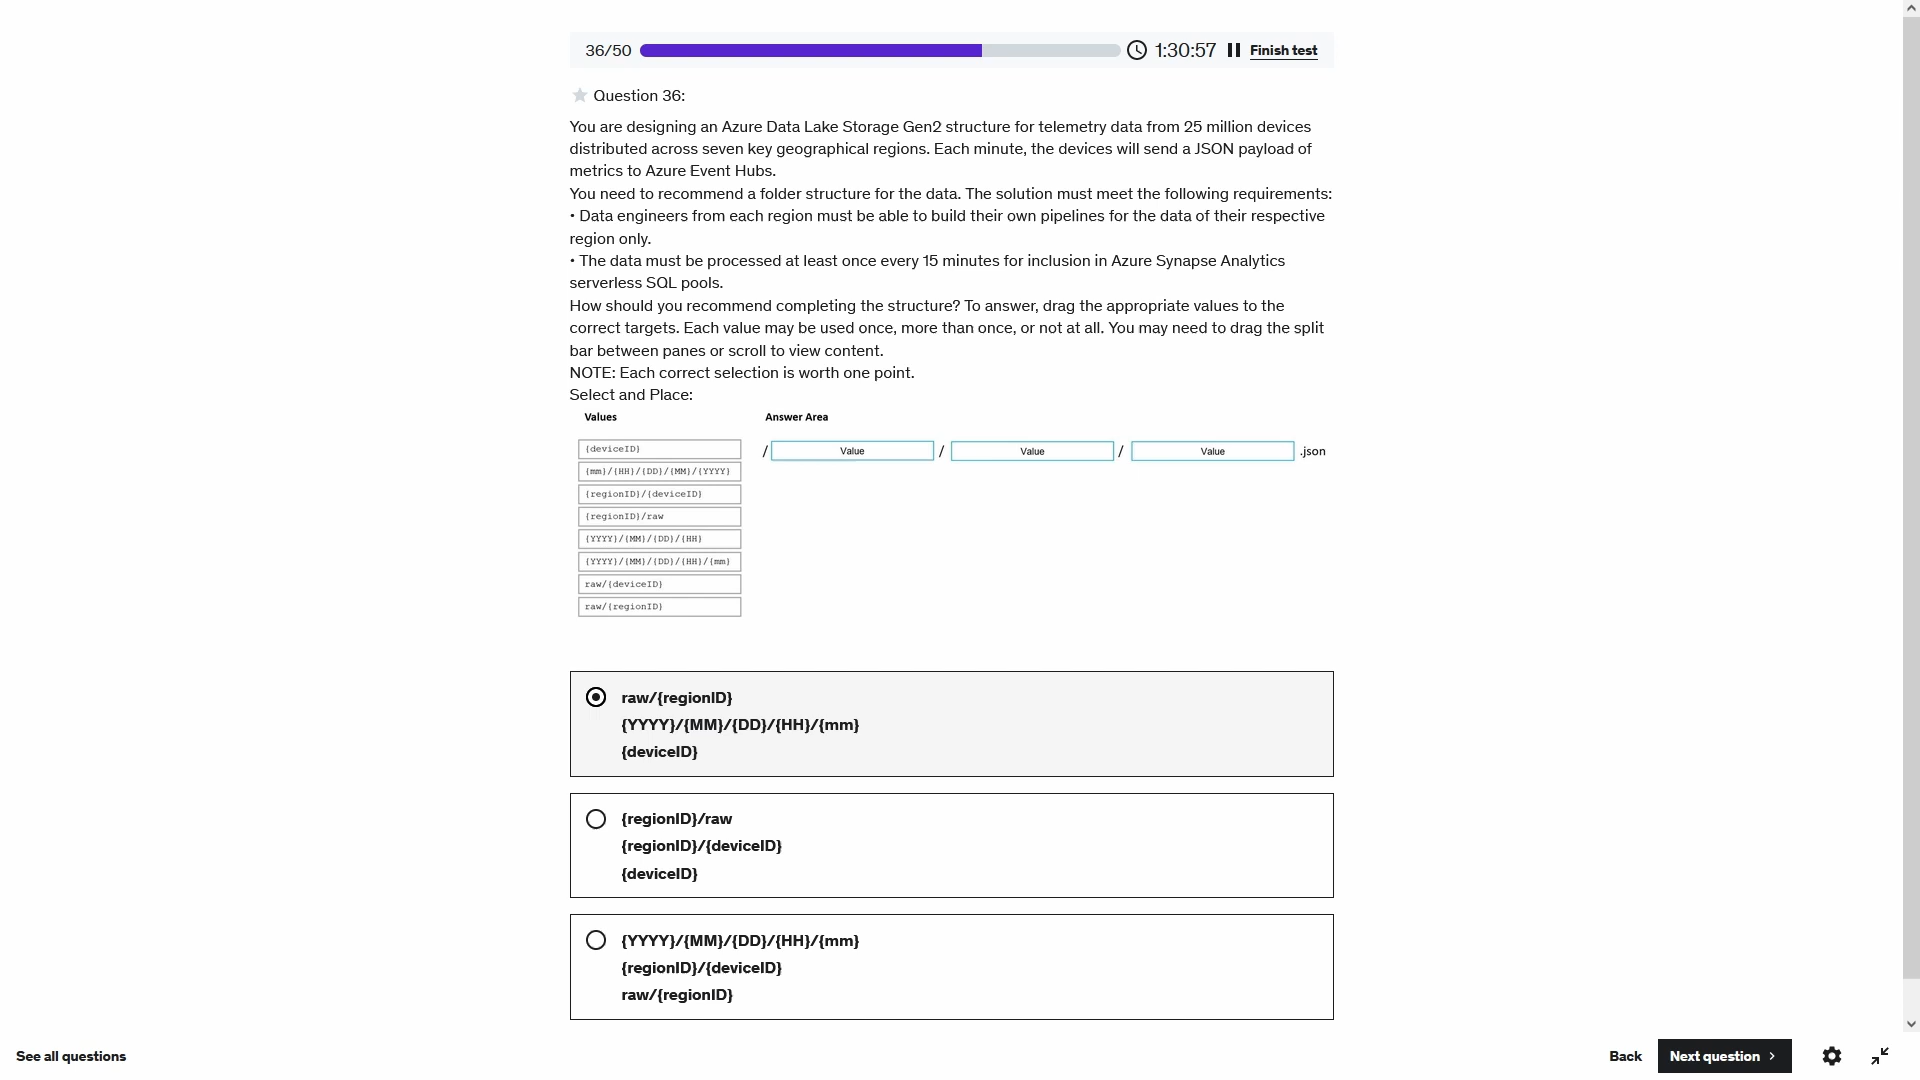 36/50
1:30:57
Finish test
Question 36:
You are designing an Azure Data Lake Storage Gen2 structure for telemetry data from 25 million devices
distributed across seven key geographical regions. Each minute, the devices will send a JSON payload of
metrics to Azure Event Hubs.
You need to recommend a folder structure for the data. The solution must meet the following requirements:
• Data engineers from each region must be able to build their own pipelines for the data of their respective
region only.
• The data must be processed at least once every 15 minutes for inclusion in Azure Synapse Analytics
serverless SQL pools.
How should you recommend completing the structure? To answer, drag the appropriate values to the
correct targets. Each value may be used once, more than once, or not at all. You may need to drag the split
bar between panes or scroll to view content.
NOTE: Each correct selection is worth one point.
Select and Place:
Values
Answer Area
{deviceID}
{mm}/{HH}/{DD}/{MM}/{YYYY}
{regionID}/{deviceID}
{regionID}/raw
{YYYY}/{MM}/{DD}/{HH}
{YYYY}/{MM}/{DD}/{HH}/{mm}
raw/{deviceID}
raw/{regionID}
/ Value / Value / Value .json
raw/{regionID}
{YYYY}/{MM}/{DD}/{HH}/{mm}
{deviceID}
{regionID}/raw
{regionID}/{deviceID}
{deviceID}
{YYYY}/{MM}/{DD}/{HH}/{mm}
{regionID}/{deviceID}
raw/{regionID}
See all questions
Back
Next question